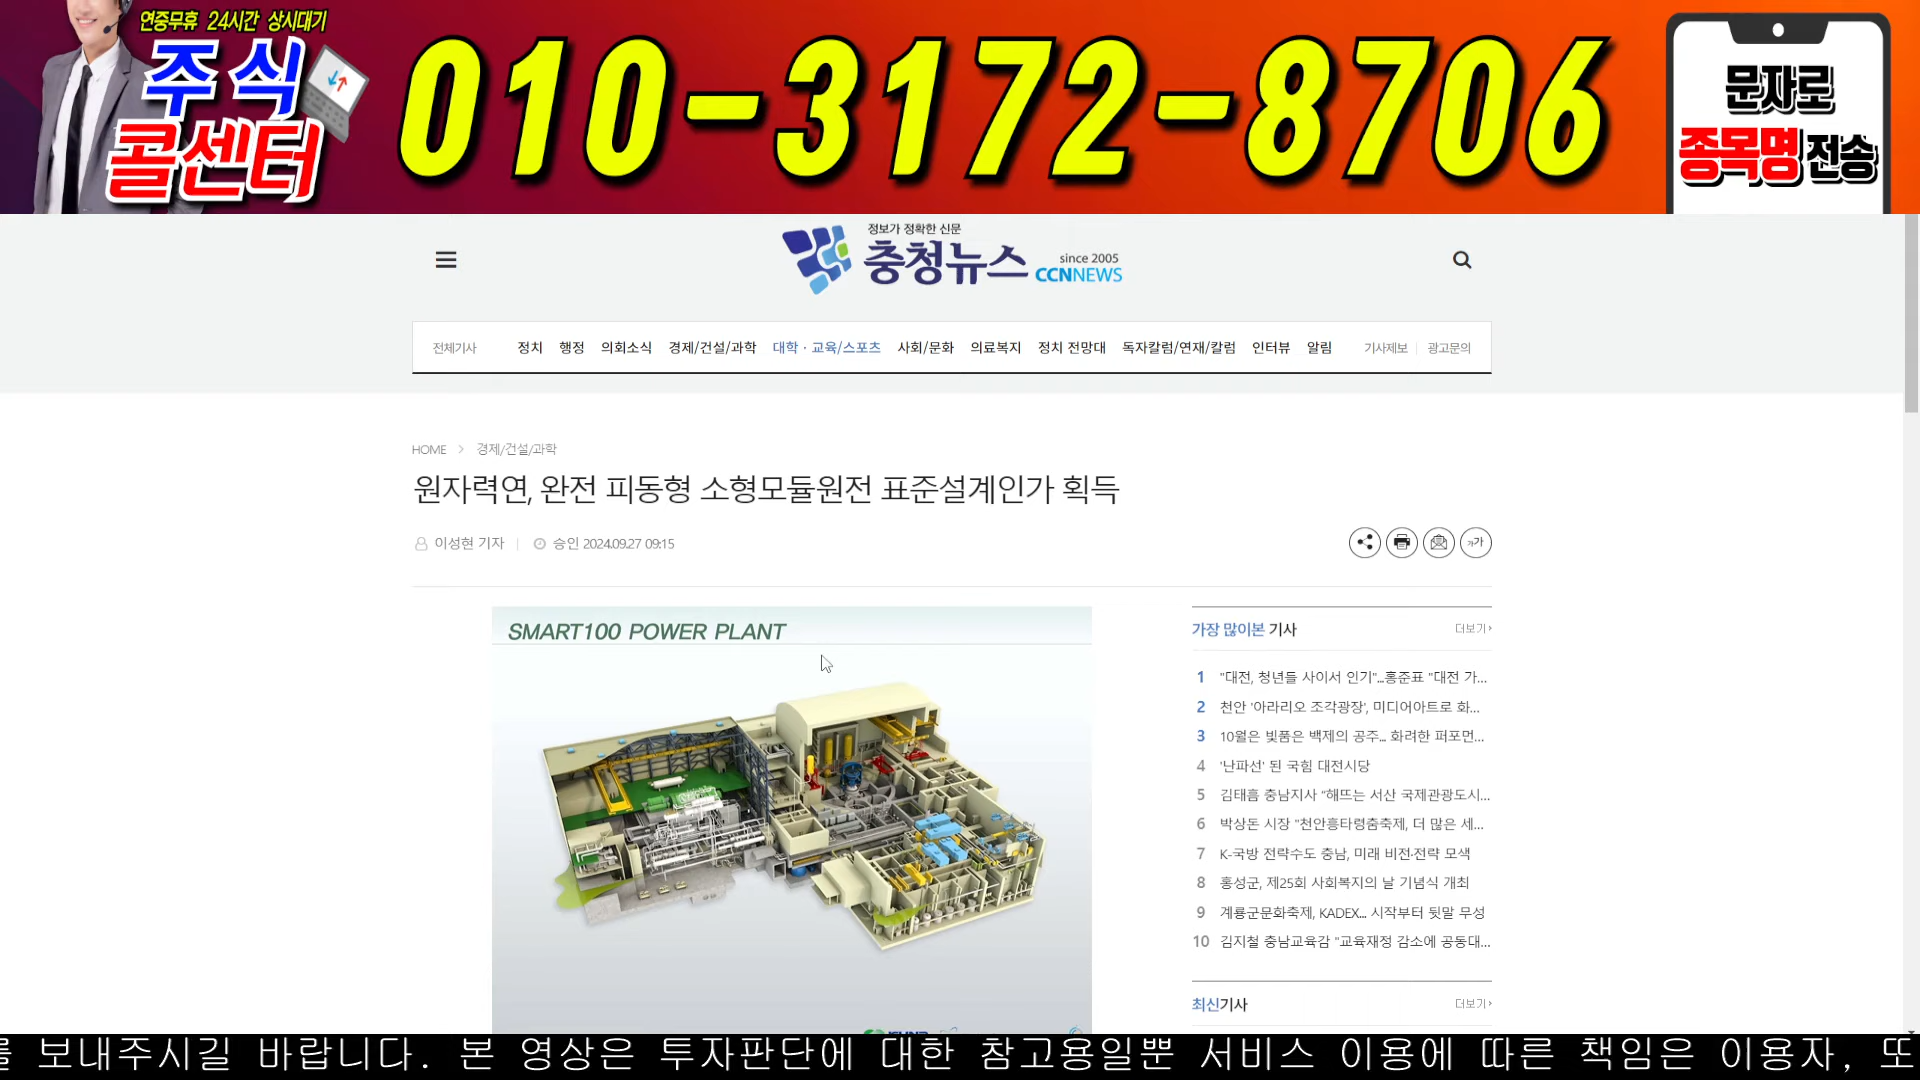 연중무휴 24시간 상시대기
주식
콜센터
010-3172-8706
문자로
종목명 전송
정보가 정확한 신문
충청뉴스 since 2005
CCNNEWS
전체기사 정치 행정 의회소식 경제/건설/과학 대학·교육/스포츠 사회/문화 의료복지 정치 전망대 독자칼럼/연재/칼럼 인터뷰 알림 기사제보 광고문의
HOME > 경제/건설/과학
원자력연, 완전 피동형 소형모듈원전 표준설계인가 획득
이성현 기자 승인 2024.09.27 09:15
가가
SMART100 POWER PLANT
가장 많이본 기사 더보기
1 "대전, 청년들 사이서 인기"...홍준표 "대전 가...
2 천안 '아라리오 조각광장', 미디어아트로 화...
3 10월은 빛품은 백제의 공주... 화려한 퍼포먼...
4 '난파선' 된 국힘 대전시당
5 김태흠 충남지사 "해뜨는 서산 국제관광도시...
6 박상돈 시장 "천안흥타령춤축제, 더 많은 세...
7 K-국방 전략수도 충남, 미래 비전·전략 모색
8 홍성군, 제25회 사회복지의 날 기념식 개최
9 계룡군문화축제, KADEX... 시작부터 뒷말 무성
10 김지철 충남교육감 "교육재정 감소에 공동대...
최신기사 더보기
를 보내주시길 바랍니다. 본 영상은 투자판단에 대한 참고용일뿐 서비스 이용에 따른 책임은 이용자, 또